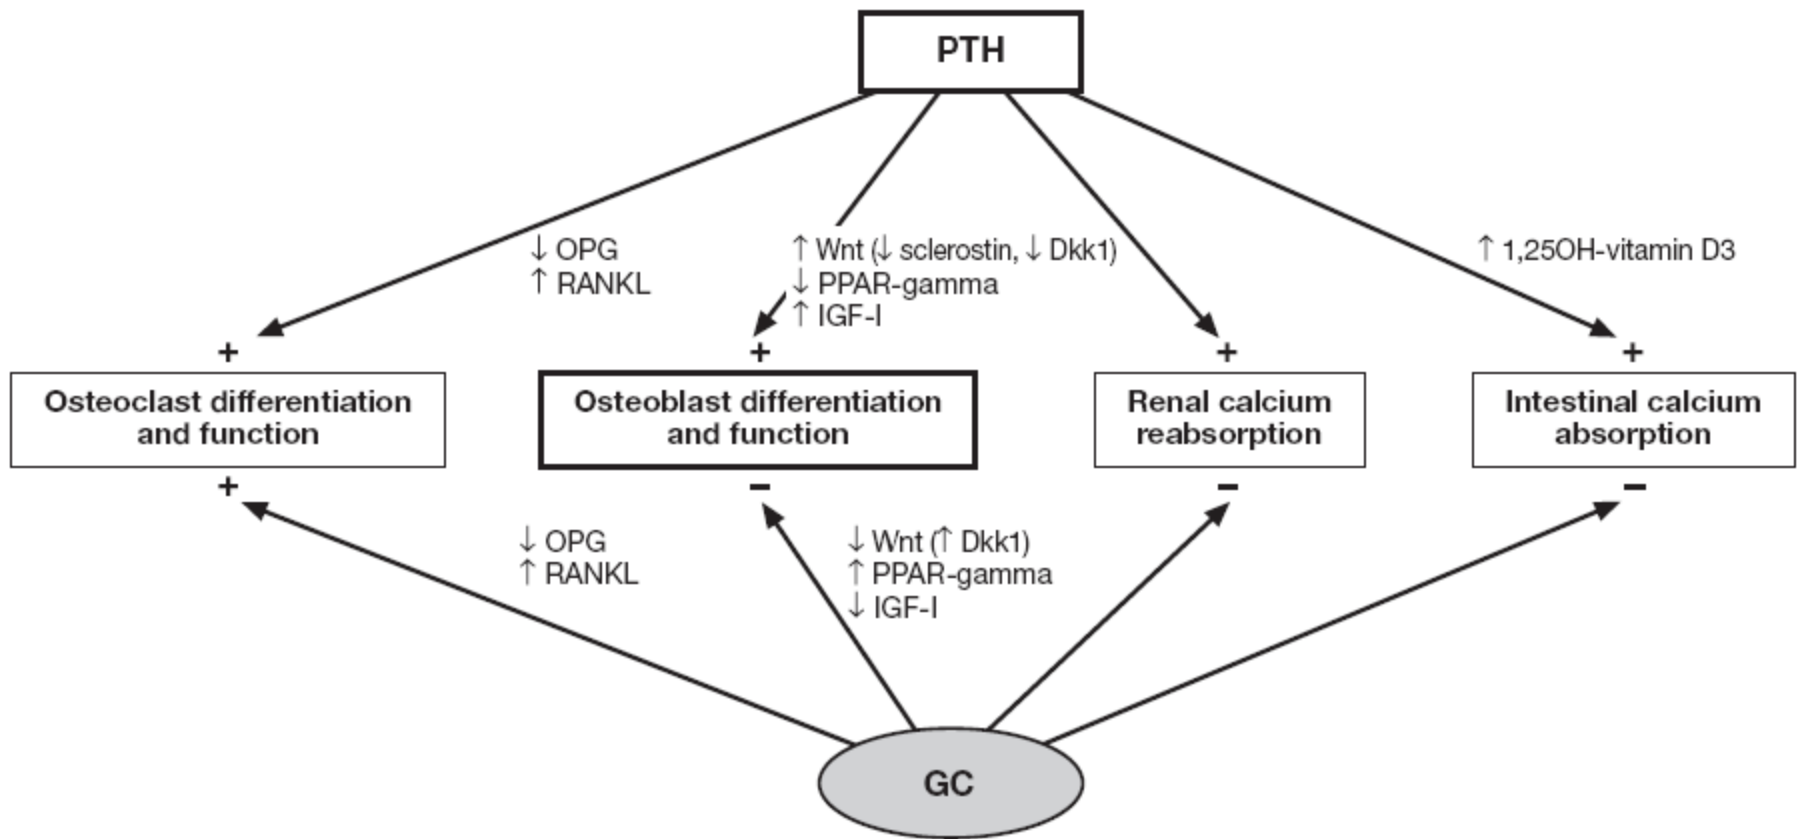 PTH
↓ OPG
↑ RANKL
↑ Wnt (↓ sclerostin, ↓ Dkk1)
↓ PPAR-gamma
↑ IGF-I
↑ 1,25OH-vitamin D3
+
+
+
+
Osteoclast differentiation
and function
Osteoblast differentiation
and function
Renal calcium
reabsorption
Intestinal calcium
absorption
+
−
−
−
↓ OPG
↑ RANKL
↓ Wnt (↑ Dkk1)
↑ PPAR-gamma
↓ IGF-I
GC